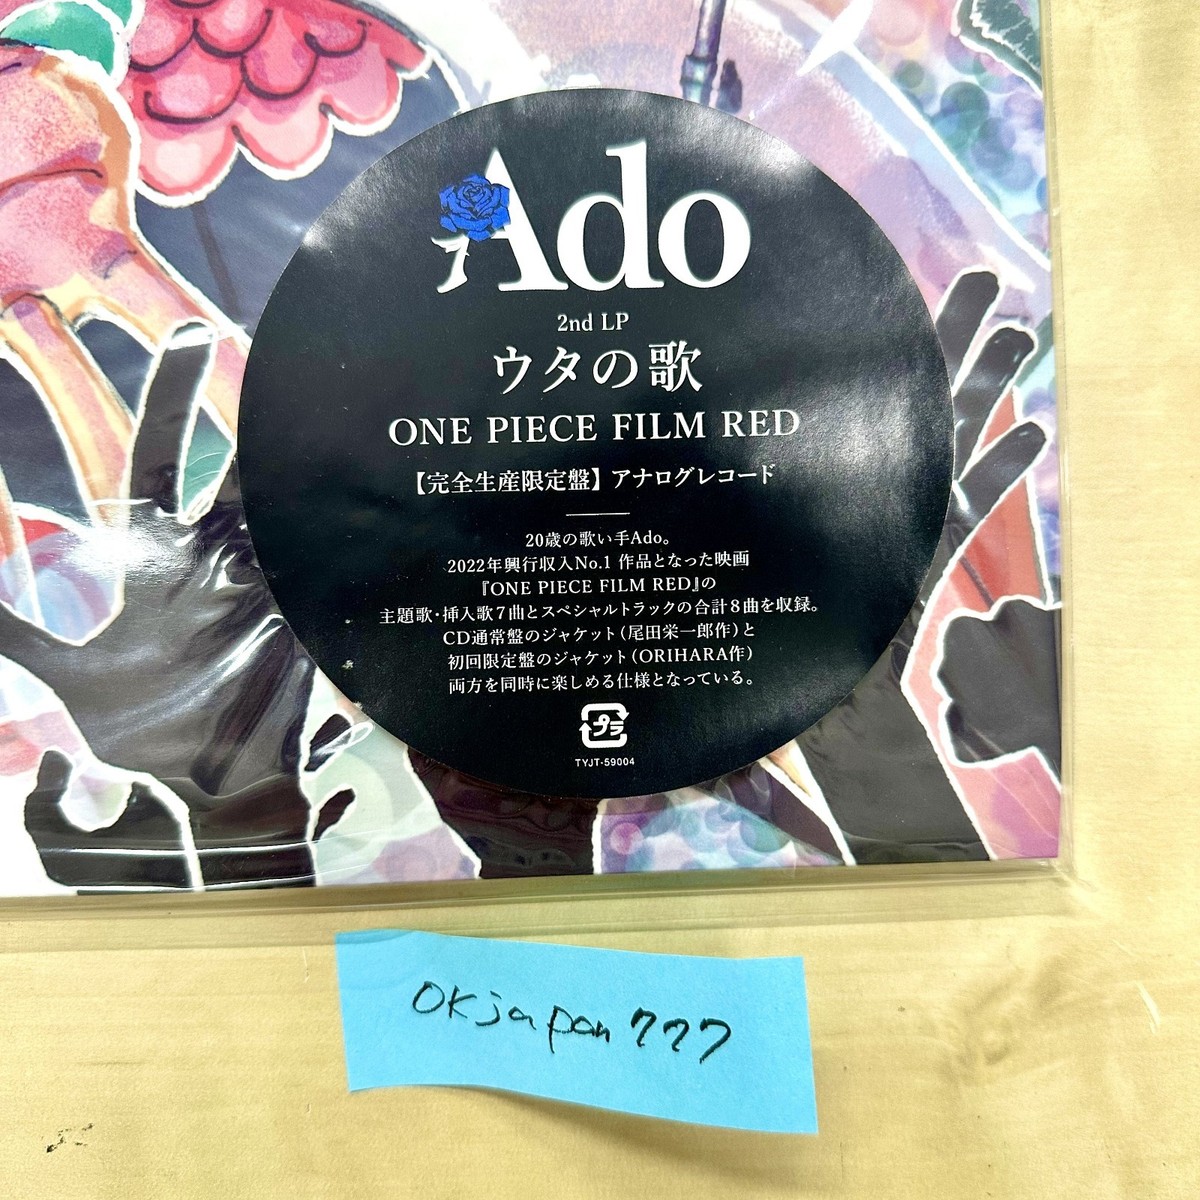 Ado
2nd LP
ウタの歌
ONE PIECE FILM RED
【完全生産限定盤】アナログレコード
20歳の歌い手Ado。
2022年興行収入No.1 作品となった映画
『ONE PIECE FILM RED』の
主題歌・挿入歌7曲とスペシャルトラックの合計8曲を収録。
CD通常盤のジャケット（尾田栄一郎作）と
初回限定盤のジャケット（ORIHARA作）
両方を同時に楽しめる仕様となっている。
プラ
TYJT-59004
okjapan777